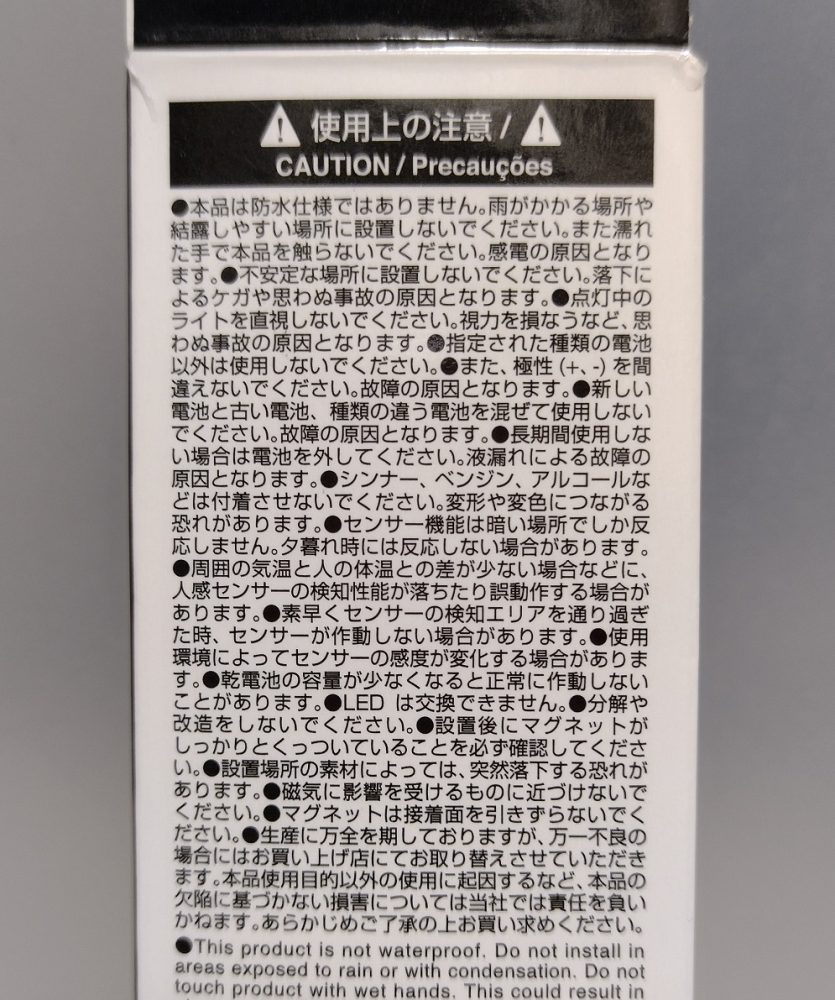 使用上の注意 /
CAUTION / Precauções
●本品は防水仕様ではありません。雨がかかる場所や
結露しやすい場所に設置しないでください。また濡れ
た手で本品を触らないでください。感電の原因となり
ます。●不安定な場所に設置しないでください。落下に
よるケガや思わぬ事故の原因となります。●点灯中の
ライトを直視しないでください。視力を損なうなど、思
わぬ事故の原因となります。●指定された種類の電池
以外は使用しないでください。●また、極性 (+、-) を間
違えないでください。故障の原因となります。●新しい
電池と古い電池、種類の違う電池を混ぜて使用しない
でください。故障の原因となります。●長期間使用しな
い場合は電池を外してください。液漏れによる故障の
原因となります。●シンナー、ベンジン、アルコールな
どは付着させないでください。変形や変色につながる
恐れがあります。●センサー機能は暗い場所でしか反
応しません。夕暮れ時には反応しない場合があります。
●周囲の気温と人の体温との差が少ない場合などに、
人感センサーの検知性能が落ちたり誤動作する場合が
あります。●素早くセンサーの検知エリアを通り過ぎ
た時、センサーが作動しない場合があります。●使用
環境によってセンサーの感度が変化する場合がありま
す。●乾電池の容量が少なくなると正常に作動しない
ことがあります。●LED は交換できません。●分解や
改造をしないでください。●設置後にマグネットが
しっかりとくっついていることを必ず確認してくださ
い。●設置場所の素材によっては、突然落下する恐れが
あります。●磁気に影響を受けるものに近づけないで
ください。●マグネットは接着面を引きずらないでく
ださい。●生産に万全を期しておりますが、万一不良の
場合にはお買い上げ店にてお取り替えさせていただき
ます。本品使用目的以外の使用に起因するなど、本品の
欠陥に基づかない損害については当社では責任を負い
かねます。あらかじめご了承の上お買い求めください。
●This product is not waterproof. Do not install in
areas exposed to rain or with condensation. Do not
touch product with wet hands. This could result in